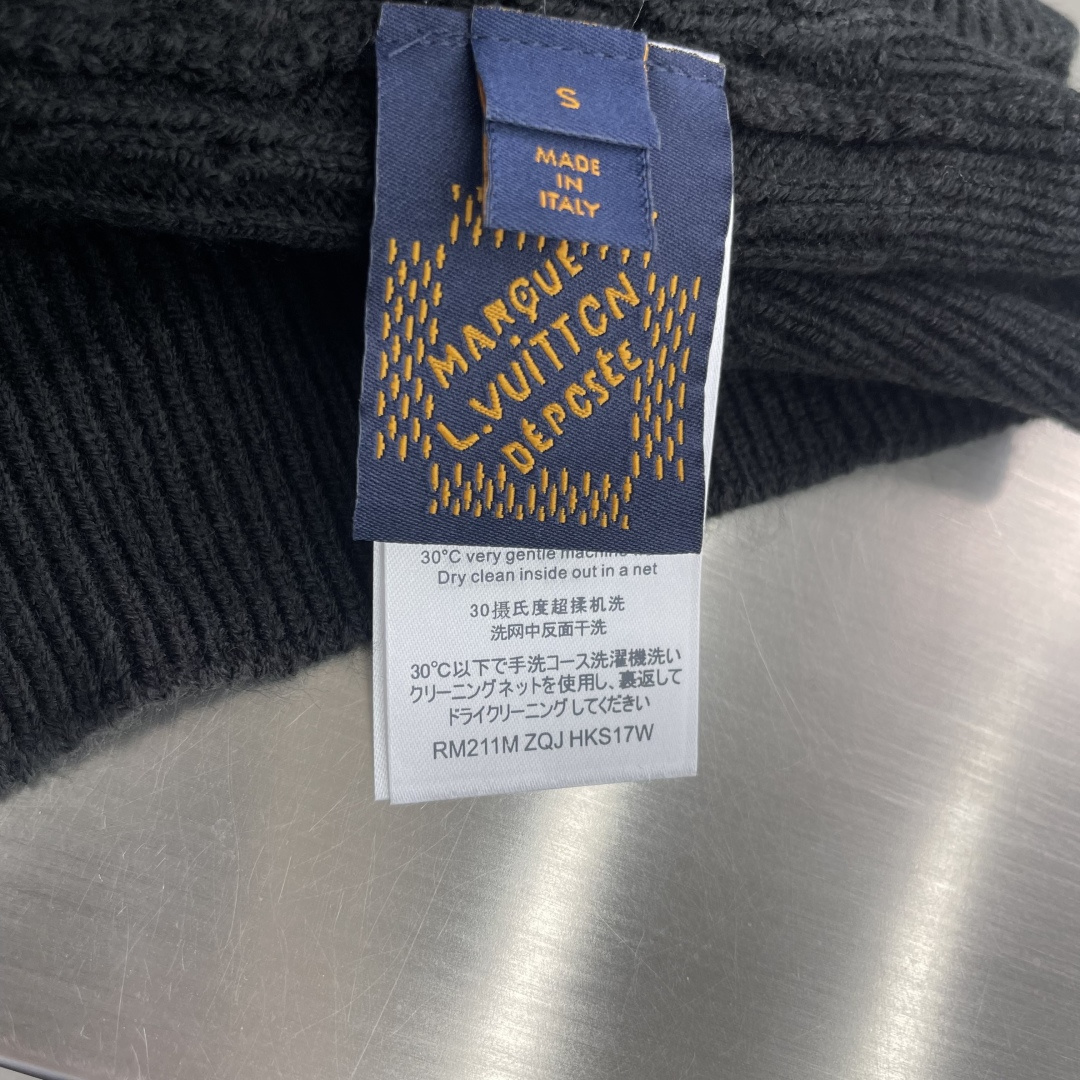 S
MADE
IN
ITALY
MARQUE
L.VUITTON
DÉPOSÉE
30°C very gentle machine
Dry clean inside out in a net
30摄氏度超揉机洗
洗网中反面干洗
30℃以下で手洗コース洗濯機洗い
クリーニングネットを使用し、裏返して
ドライクリーニングしてください
RM211M ZQJ HKS17W